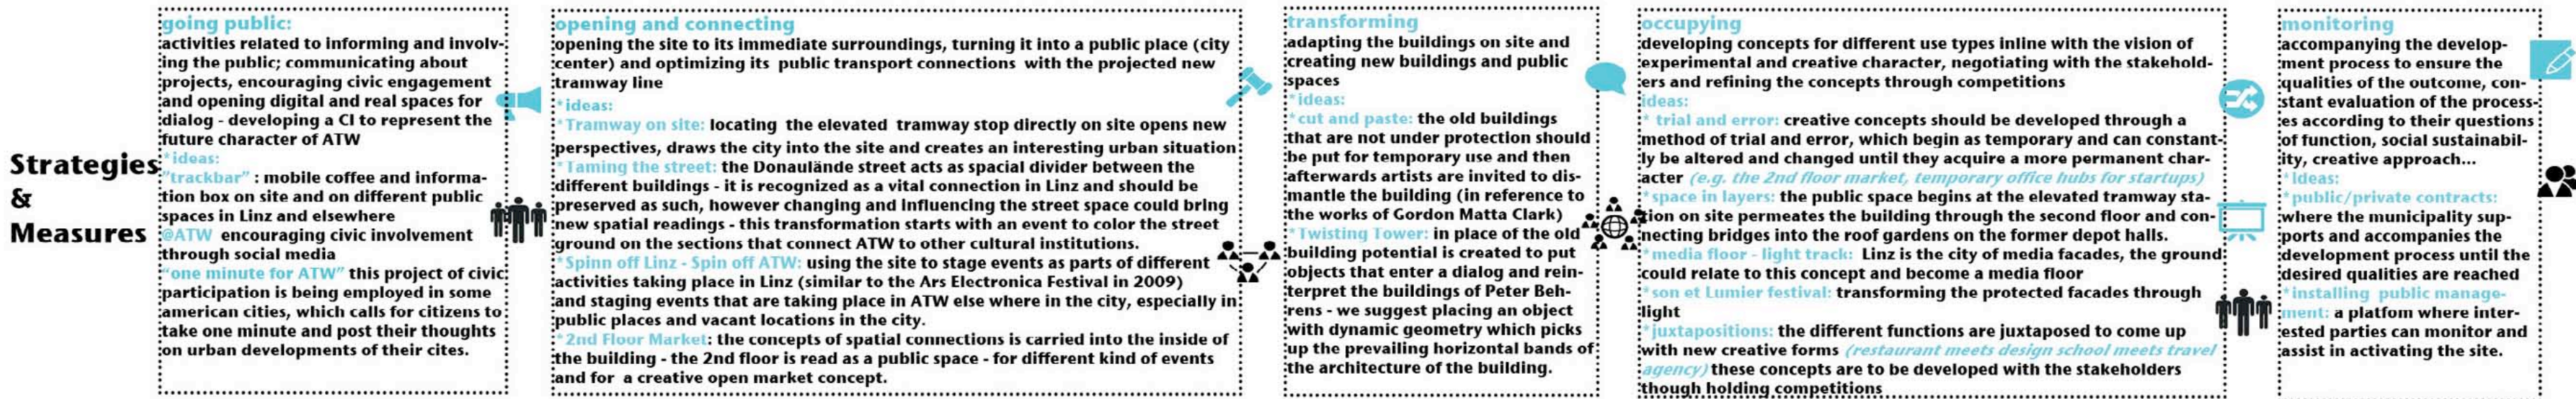 Strategies
&
Measures
going public:
activities related to informing and involv-
ing the public; communicating about
projects, encouraging civic engagement
and opening digital and real spaces for
dialog - developing a CI to represent the
future character of ATW
*ideas:
"trackbar" : mobile coffee and informa-
tion box on site and on different public
spaces in Linz and elsewhere
@ATW encouraging civic involvement
through social media
"one minute for ATW" this project of civic
participation is being employed in some
american cities, which calls for citizens to
take one minute and post their thoughts
on urban developments of their cites.
opening and connecting
opening the site to its immediate surroundings, turning it into a public place (city
center) and optimizing its public transport connections with the projected new
tramway line
*ideas:
*Tramway on site: locating the elevated tramway stop directly on site opens new
perspectives, draws the city into the site and creates an interesting urban situation
*Taming the street: the Donaulände street acts as spacial divider between the
different buildings - it is recognized as a vital connection in Linz and should be
preserved as such, however changing and influencing the street space could bring
new spatial readings - this transformation starts with an event to color the street
ground on the sections that connect ATW to other cultural institutions.
*Spinn off Linz - Spin off ATW: using the site to stage events as parts of different
activities taking place in Linz (similar to the Ars Electronica Festival in 2009)
and staging events that are taking place in ATW else where in the city, especially in
public places and vacant locations in the city.
*2nd Floor Market: the concepts of spatial connections is carried into the inside of
the building - the 2nd floor is read as a public space - for different kind of events
and for a creative open market concept.
transforming
adapting the buildings on site and
creating new buildings and public
spaces
*ideas:
*cut and paste: the old buildings
that are not under protection should
be put for temporary use and then
afterwards artists are invited to dis-
mantle the building (in reference to
the works of Gordon Matta Clark)
*Twisting Tower: in place of the old
building potential is created to put
objects that enter a dialog and rein-
terpret the buildings of Peter Beh-
rens - we suggest placing an object
with dynamic geometry which picks
up the prevailing horizontal bands of
the architecture of the building.
occupying
developing concepts for different use types inline with the vision of
experimental and creative character, negotiating with the stakehold-
ers and refining the concepts through competitions
ideas:
* trial and error: creative concepts should be developed through a
method of trial and error, which begin as temporary and can constant-
ly be altered and changed until they acquire a more permanent char-
acter (e.g. the 2nd floor market, temporary office hubs for startups)
*space in layers: the public space begins at the elevated tramway sta-
tion on site permeates the building through the second floor and con-
necting bridges into the roof gardens on the former depot halls.
*media floor - light track: Linz is the city of media facades, the ground
could relate to this concept and become a media floor
*son et Lumier festival: transforming the protected facades through
light
*juxtapositions: the different functions are juxtaposed to come up
with new creative forms (restaurant meets design school meets travel
agency) these concepts are to be developed with the stakeholders
though holding competitions
monitoring
accompanying the develop-
ment process to ensure the
qualities of the outcome, con-
stant evaluation of the process-
es according to their questions
of function, social sustainabil-
ity, creative approach...
*ideas:
*public/private contracts:
where the municipality sup-
ports and accompanies the
development process until the
desired qualities are reached
*installing public manage-
ment: a platfom where inter-
ested parties can monitor and
assist in activating the site.